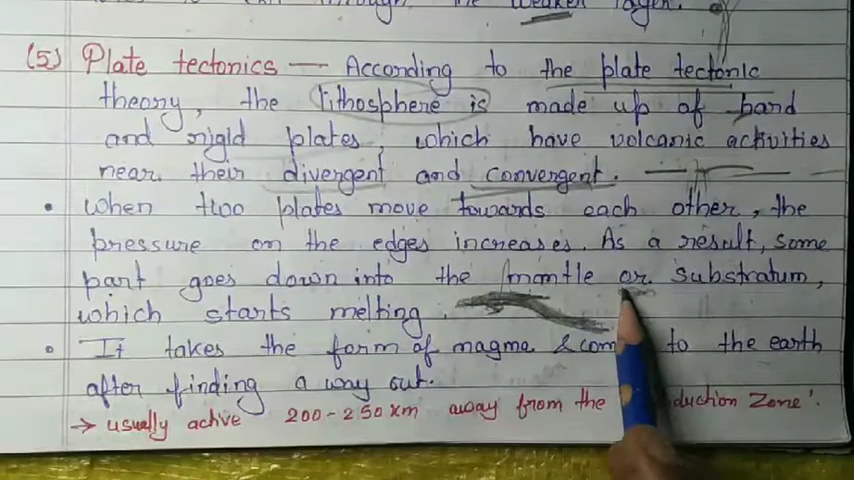 the weaker layer.
(5) Plate tectonics — According to the plate tectonic
theory, the lithosphere is made up of hand
and rigid plates, which have volcanic activities
near their divergent and convergent. —
• when two plates move towards each other, the
pressure on the edges increases. As a result, some
part goes down into the mantle or substratum,
which starts melting.
• It takes the form of magma & com to the earth
after finding a way out.
→ usually active 200-250 km away from the duction Zone'.